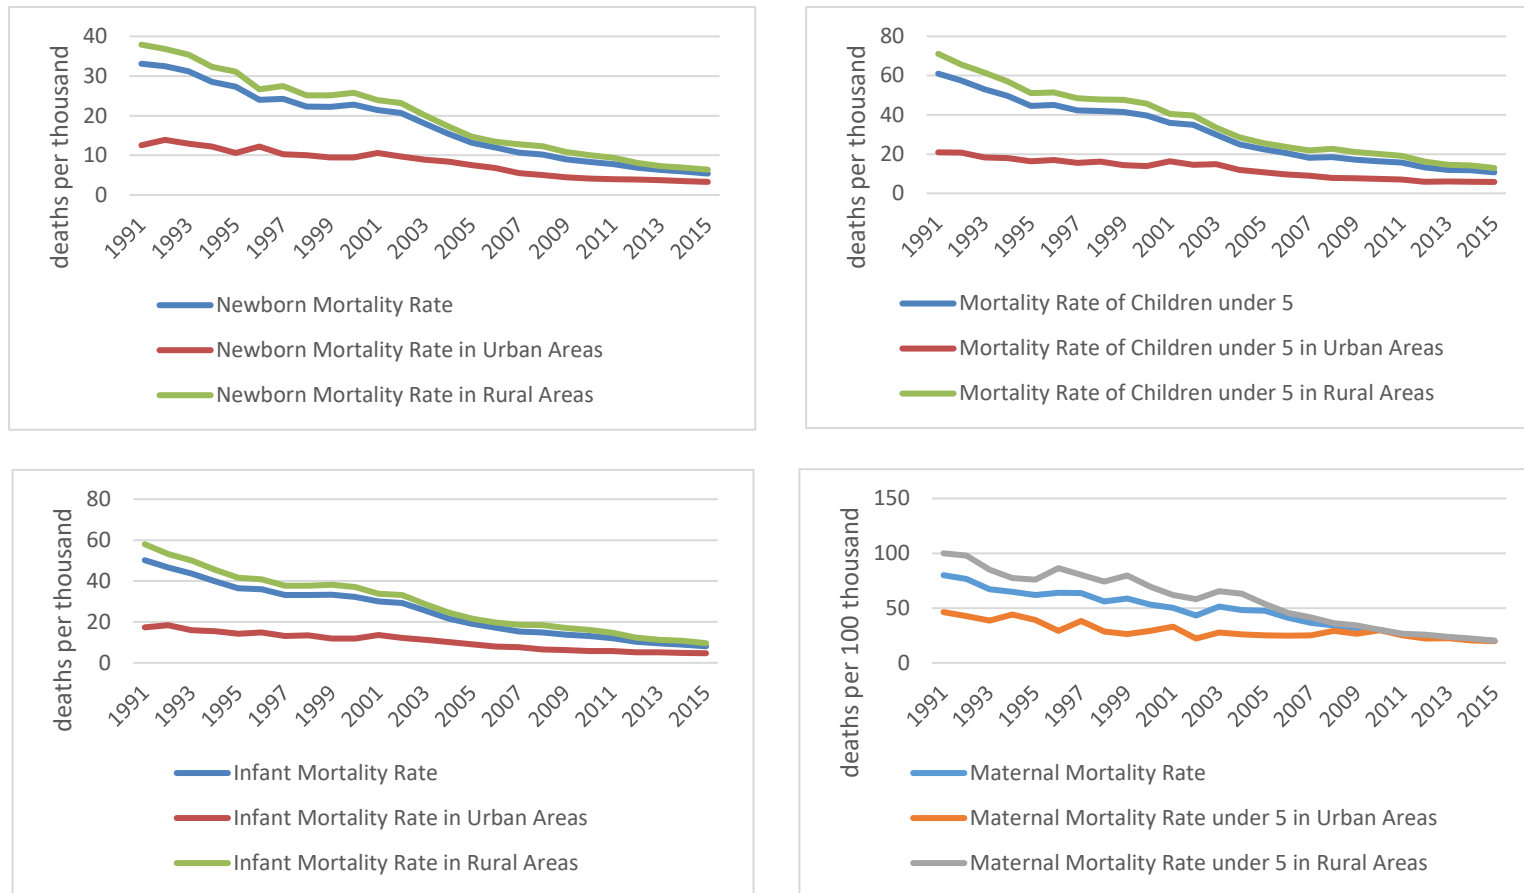 deaths per thousand
40
30
20
10
0
1991 1993 1995 1997 1999 2001 2003 2005 2007 2009 2011 2013 2015
Newborn Mortality Rate
Newborn Mortality Rate in Urban Areas
Newborn Mortality Rate in Rural Areas
deaths per thousand
80
60
40
20
0
1991 1993 1995 1997 1999 2001 2003 2005 2007 2009 2011 2013 2015
Mortality Rate of Children under 5
Mortality Rate of Children under 5 in Urban Areas
Mortality Rate of Children under 5 in Rural Areas
deaths per thousand
80
60
40
20
0
1991 1993 1995 1997 1999 2001 2003 2005 2007 2009 2011 2013 2015
Infant Mortality Rate
Infant Mortality Rate in Urban Areas
Infant Mortality Rate in Rural Areas
deaths per 100 thousand
150
100
50
0
1991 1993 1995 1997 1999 2001 2003 2005 2007 2009 2011 2013 2015
Maternal Mortality Rate
Maternal Mortality Rate under 5 in Urban Areas
Maternal Mortality Rate under 5 in Rural Areas